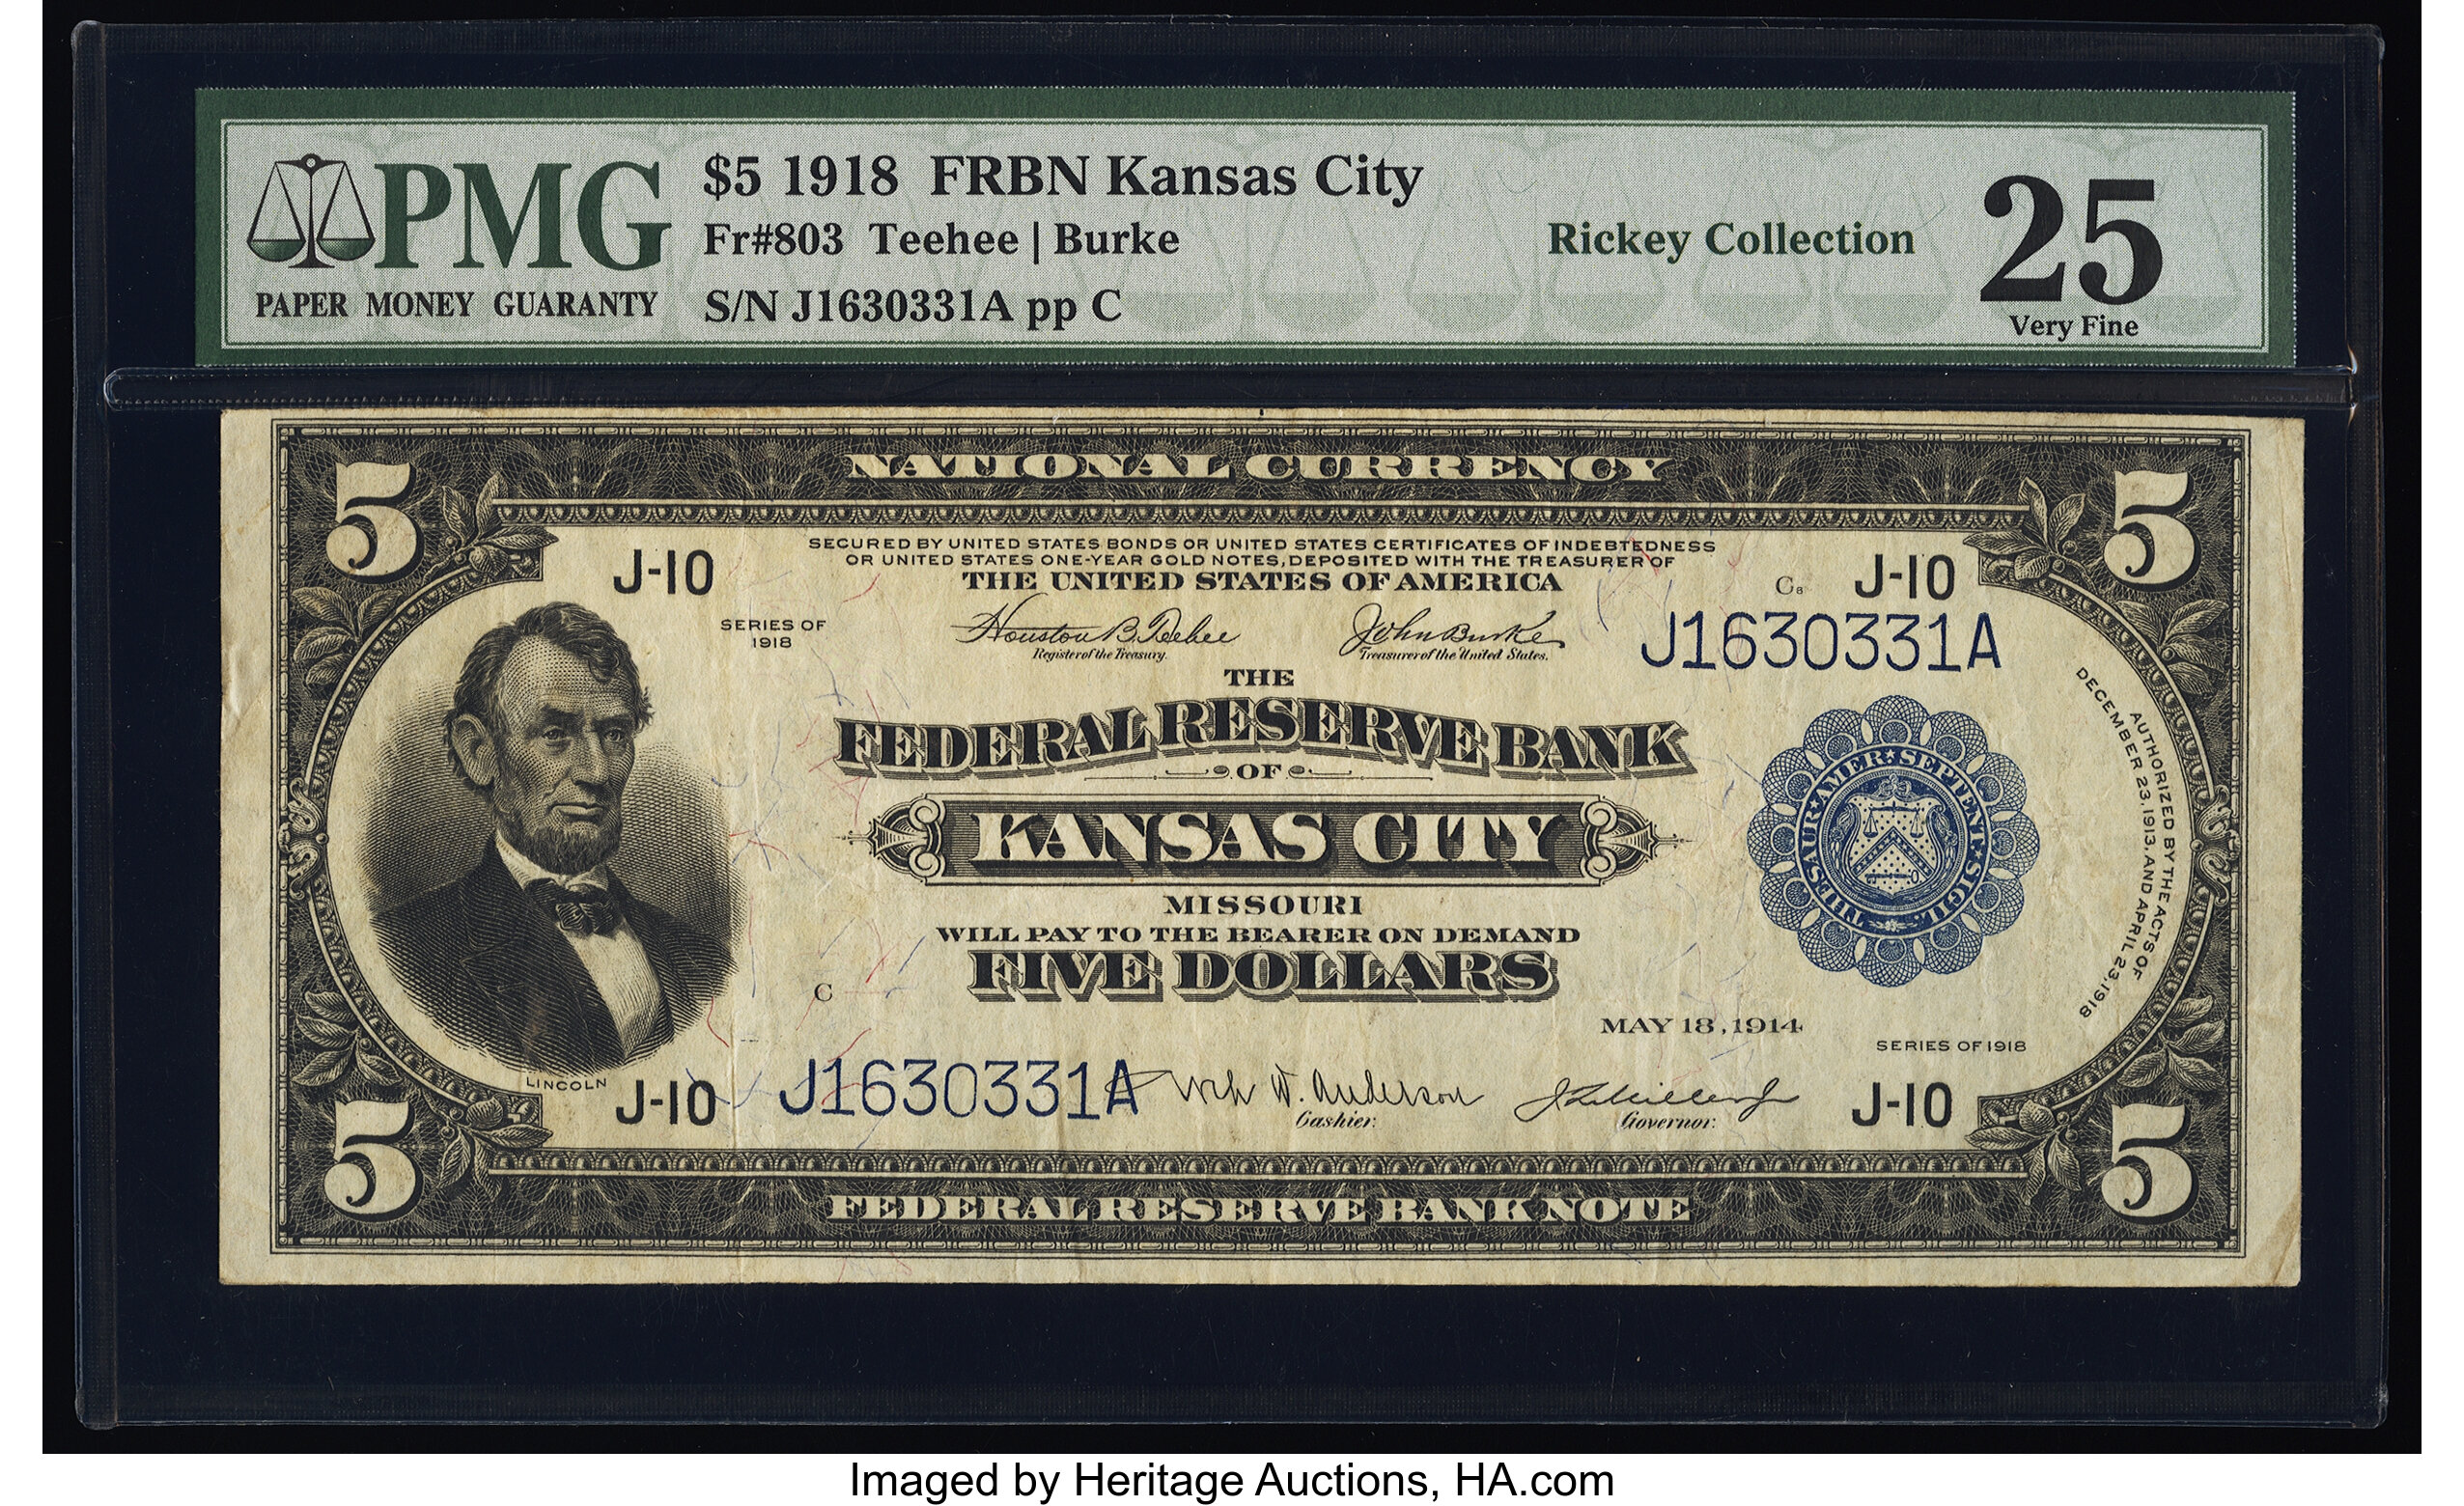 PMG
PAPER MONEY GUARANTY
$5 1918 FRBN Kansas City
Fr#803 Teehee | Burke
S/N J1630331A pp C
Rickey Collection
25
Very Fine
NATIONAL CURRENCY
5
5
SECURED BY UNITED STATES BONDS OR UNITED STATES CERTIFICATES OF INDEBTEDNESS
OR UNITED STATES ONE-YEAR GOLD NOTES, DEPOSITED WITH THE TREASURER OF
THE UNITED STATES OF AMERICA
J-10
C8 J-10
SERIES OF
1918
Houston B. Teehee
Register of the Treasury.
John Burke
Treasurer of the United States.
J1630331A
THE
FEDERAL RESERVE BANK
OF
KANSAS CITY
MISSOURI
WILL PAY TO THE BEARER ON DEMAND
FIVE DOLLARS
THESAUR·AMER·SEPTENT·SIGIL
AUTHORIZED BY THE ACTS OF
DECEMBER 23, 1913, AND APRIL 23, 1918
C
MAY 18, 1914
SERIES OF 1918
LINCOLN
J-10
J1630331A
W. Anderson
Cashier.
Governor.
J-10
5
5
FEDERAL RESERVE BANK NOTE
Imaged by Heritage Auctions, HA.com